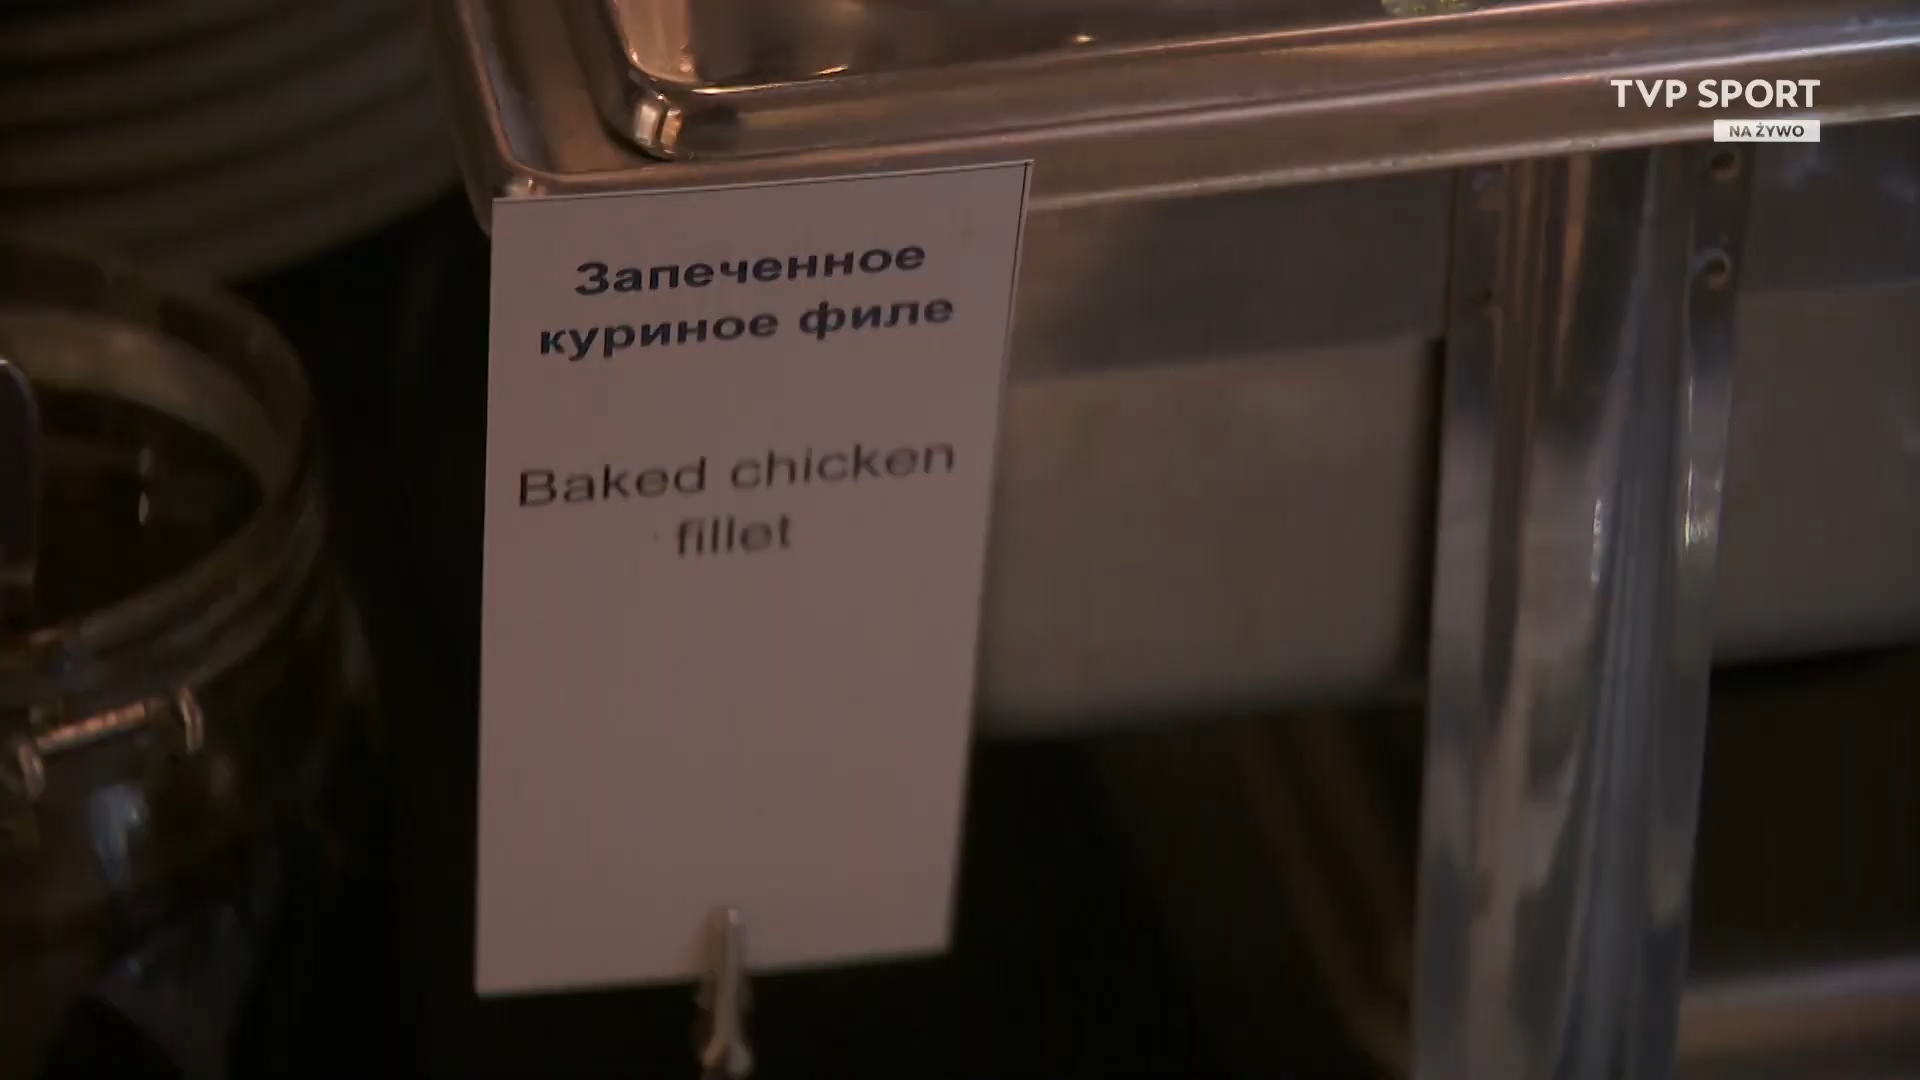 TVP SPORT
NA ŻYWO
Запеченное
куриное филе
Baked chicken
fillet